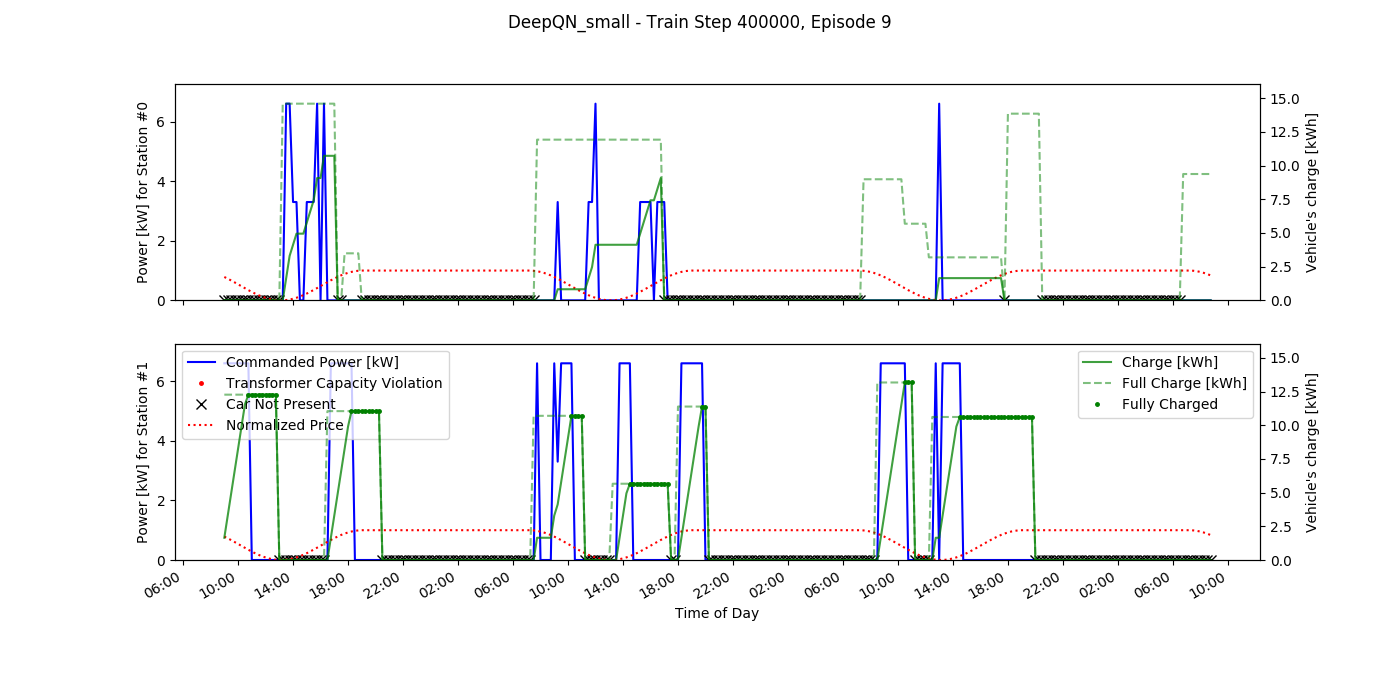 DeepQN_small - Train Step 400000, Episode 9
Power [kW] for Station #0
6
4
2
0
15.0
12.5
10.0
7.5
5.0
2.5
0.0
Vehicle's charge [kWh]
Power [kW] for Station #1
6
4
2
0
Commanded Power [kW]
Transformer Capacity Violation
Car Not Present
Normalized Price
Charge [kWh]
Full Charge [kWh]
Fully Charged
15.0
12.5
10.0
7.5
5.0
2.5
0.0
Vehicle's charge [kWh]
06:00 10:00 14:00 18:00 22:00 02:00 06:00 10:00 14:00 18:00 22:00 02:00 06:00 10:00 14:00 18:00 22:00 02:00 06:00 10:00
Time of Day